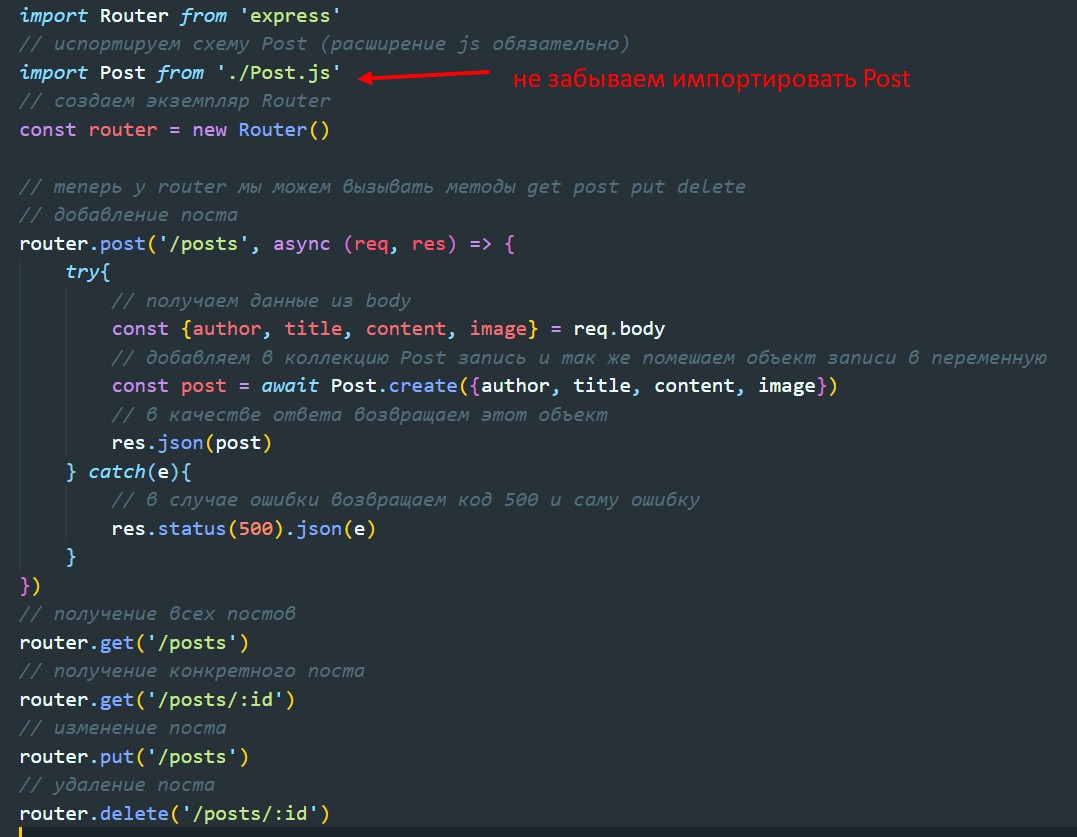 import Router from 'express'
// испортируем схему Post (расширение js обязательно)
import Post from './Post.js'
не забываем импортировать Post
// создаем экземпляр Router
const router = new Router()
// теперь у router мы можем вызывать методы get post put delete
// добавление поста
router.post('/posts', async (req, res) => {
try{
// получаем данные из body
const {author, title, content, image} = req.body
// добавляем в коллекцию Post запись и так же помешаем объект записи в переменную
const post = await Post.create({author, title, content, image})
// в качестве ответа возвращаем этот объект
res.json(post)
} catch(e){
// в случае ошибки возвращаем код 500 и саму ошибку
res.status(500).json(e)
}
})
// получение всех постов
router.get('/posts')
// получение конкретного поста
router.get('/posts/:id')
// изменение поста
router.put('/posts')
// удаление поста
router.delete('/posts/:id')